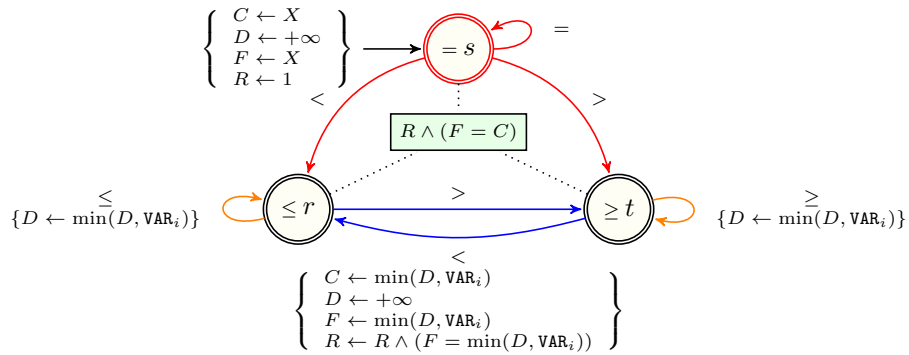 C ← X
D ← +∞
F ← X
R ← 1
= s
=
<
>
R ∧ (F = C)
≤
{D ← min(D, VAR_i)}
≤ r
>
≥ t
≥
{D ← min(D, VAR_i)}
<
C ← min(D, VAR_i)
D ← +∞
F ← min(D, VAR_i)
R ← R ∧ (F = min(D, VAR_i))